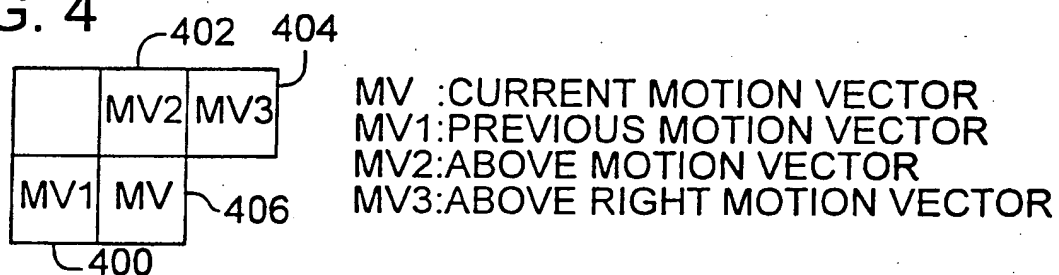 G. 4
402 404
MV2 MV3
MV1 MV
406
400
MV :CURRENT MOTION VECTOR
MV1:PREVIOUS MOTION VECTOR
MV2:ABOVE MOTION VECTOR
MV3:ABOVE RIGHT MOTION VECTOR